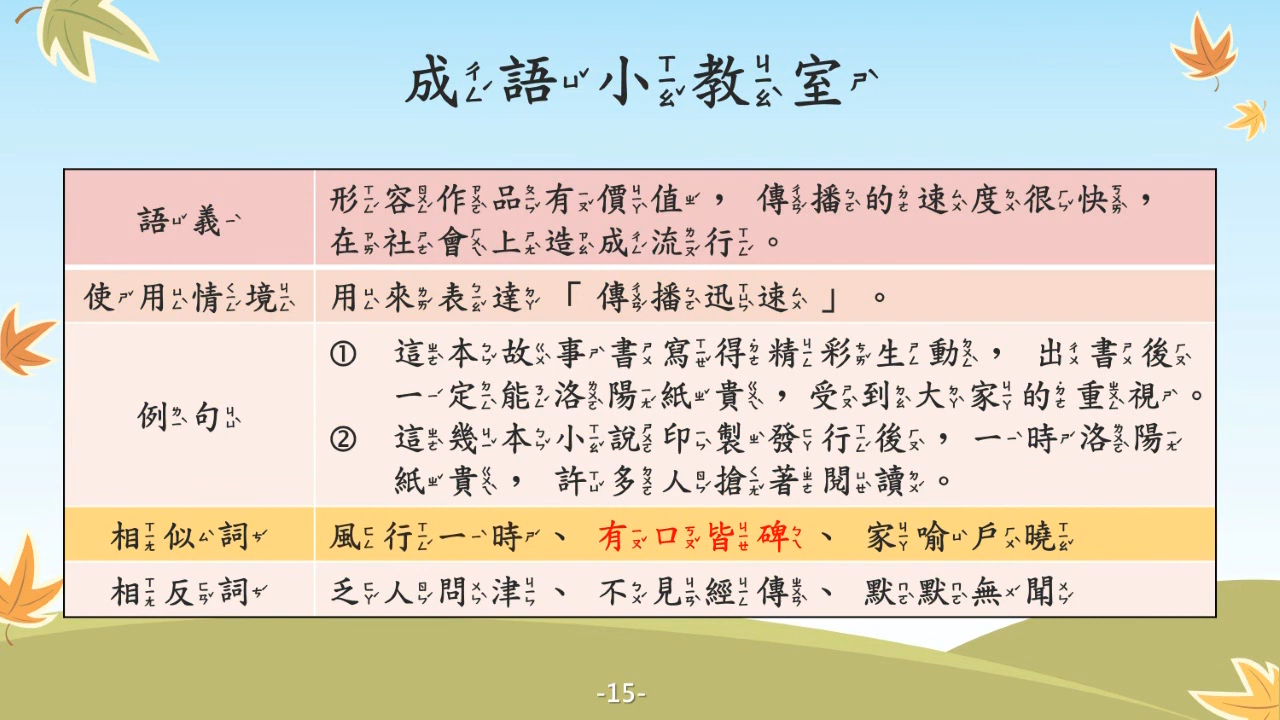 成語小教室
語義
形容作品有價值，傳播的速度很快，
在社會上造成流行。
使用情境
用來表達「傳播迅速」。
例句
① 這本故事書寫得精彩生動，出書後
一定能洛陽紙貴，受到大家的重視。
② 這幾本小說印製發行後，一時洛陽
紙貴，許多人搶著閱讀。
相似詞
風行一時、有口皆碑、家喻戶曉
相反詞
乏人問津、不見經傳、默默無聞
-15-